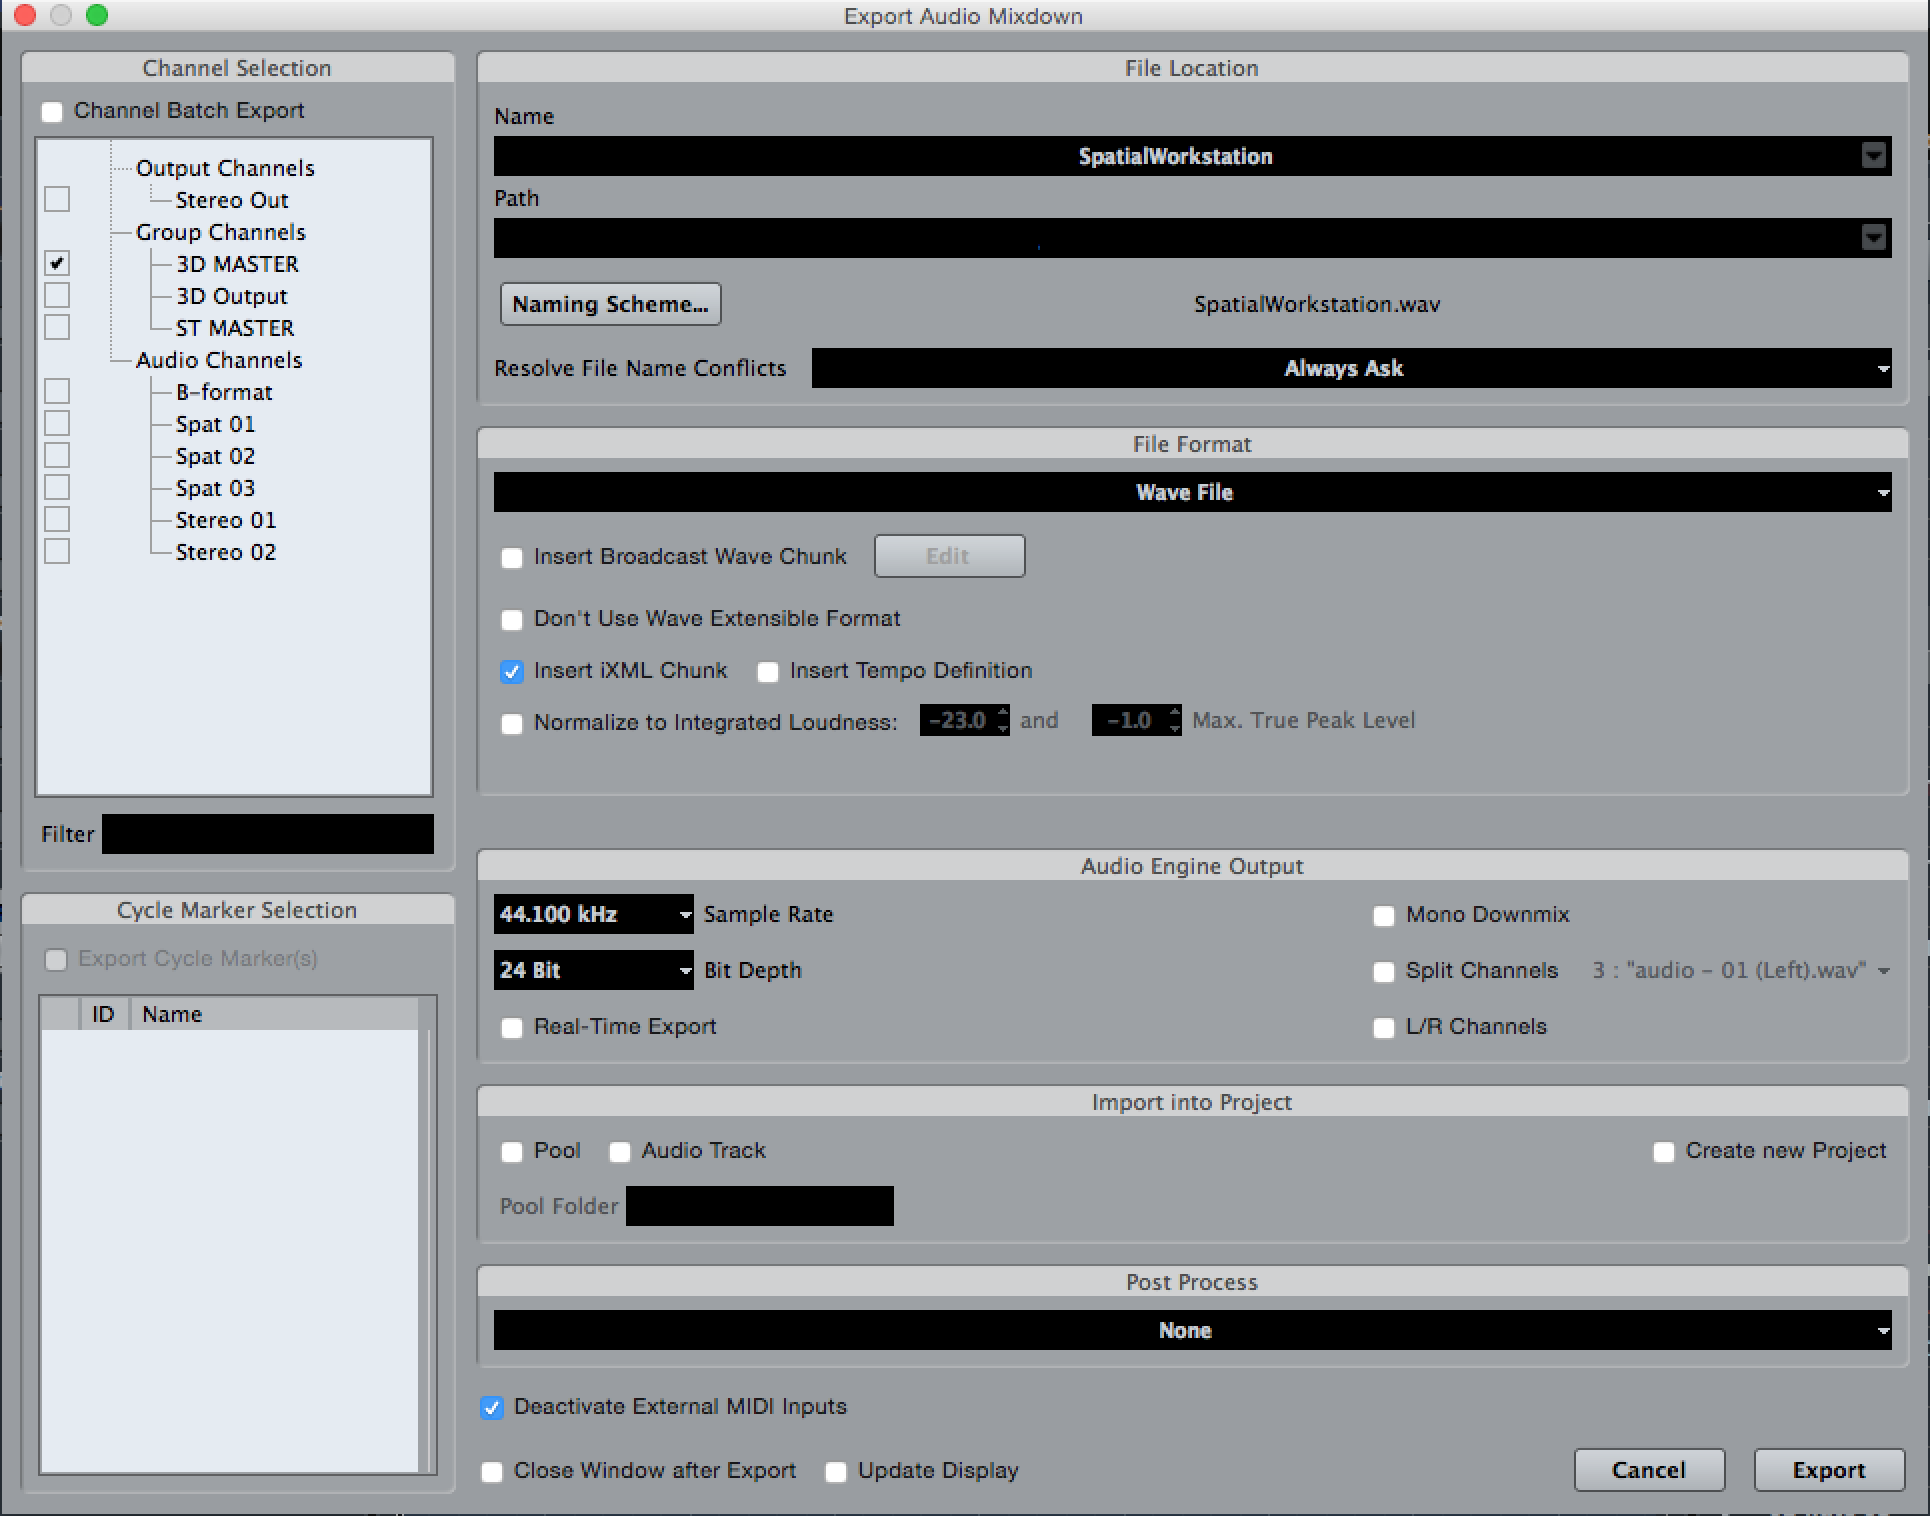 Export Audio Mixdown
Channel Selection
Channel Batch Export
Output Channels
Stereo Out
Group Channels
3D MASTER
3D Output
ST MASTER
Audio Channels
B-format
Spat 01
Spat 02
Spat 03
Stereo 01
Stereo 02
Filter
Cycle Marker Selection
Export Cycle Marker(s)
ID Name
File Location
Name
SpatialWorkstation
Path
Naming Scheme... SpatialWorkstation.wav
Resolve File Name Conflicts Always Ask
File Format
Wave File
Insert Broadcast Wave Chunk Edit
Don't Use Wave Extensible Format
Insert iXML Chunk Insert Tempo Definition
Normalize to Integrated Loudness: -23.0 and -1.0 Max. True Peak Level
Audio Engine Output
44.100 kHz Sample Rate Mono Downmix
24 Bit Bit Depth Split Channels 3 : "audio - 01 (Left).wav"
Real-Time Export L/R Channels
Import into Project
Pool Audio Track Create new Project
Pool Folder
Post Process
None
Deactivate External MIDI Inputs
Close Window after Export Update Display Cancel Export